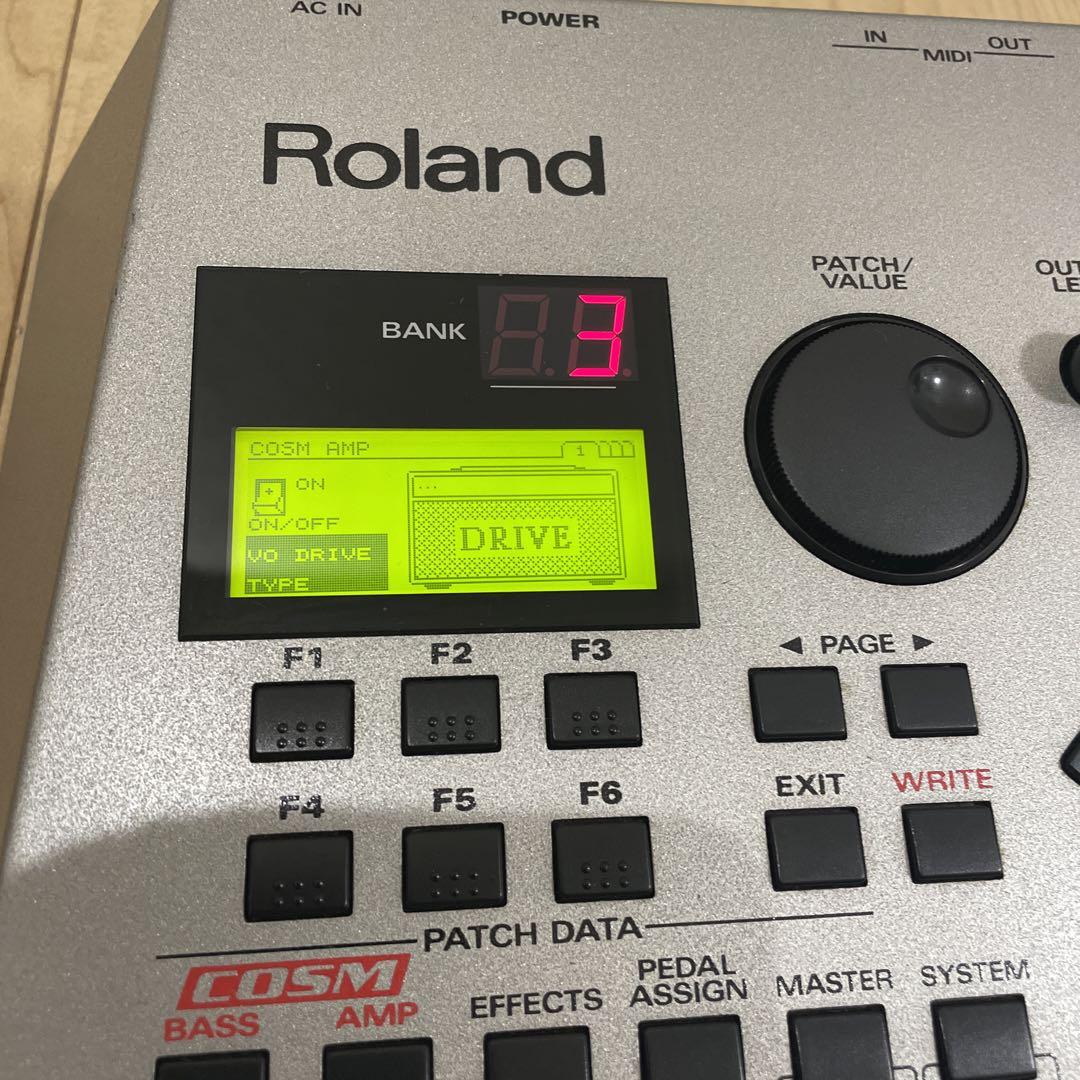 AC IN
POWER
IN
OUT
MIDI
Roland
BANK
3
PATCH/
VALUE
COSM AMP
1
ON
ON/OFF
VO DRIVE
TYPE
DRIVE
F1
F2
F3
◀ PAGE ▶
EXIT
WRITE
F4
F5
F6
PATCH DATA
COSM
BASS
AMP
EFFECTS
PEDAL
ASSIGN
MASTER
SYSTEM